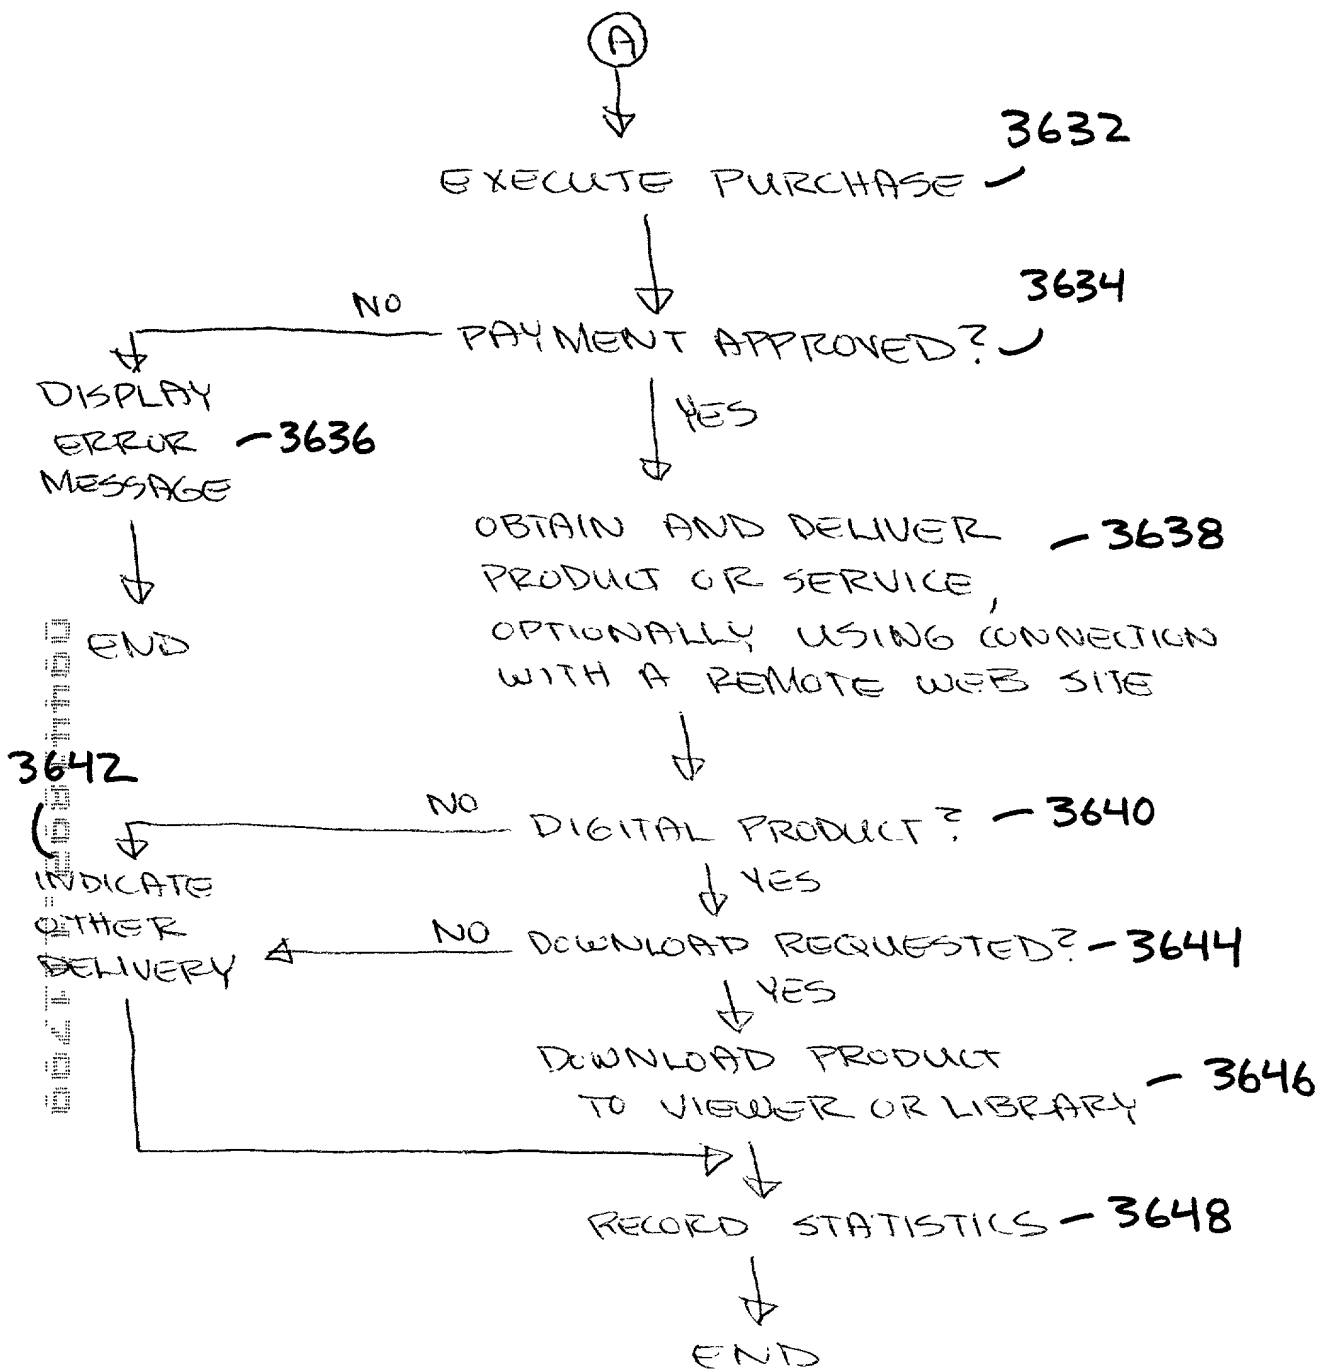 A
3632
EXECUTE PURCHASE
3634
NO
PAYMENT APPROVED?
DISPLAY
ERROR
MESSAGE
3636
YES
END
OBTAIN AND DELIVER
PRODUCT OR SERVICE,
OPTIONALLY USING CONNECTION
WITH A REMOTE WEB SITE
3638
3642
NO
DIGITAL PRODUCT?
3640
INDICATE
OTHER
DELIVERY
YES
NO
DOWNLOAD REQUESTED?
3644
YES
DOWNLOAD PRODUCT
TO VIEWER OR LIBRARY
3646
RECORD STATISTICS
3648
END